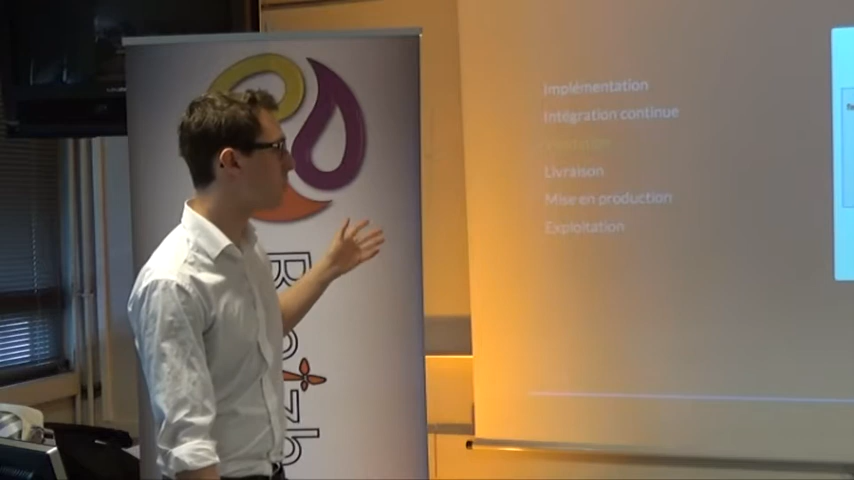 Implémentation
Intégration continue
Livraison
Mise en production
Exploitation